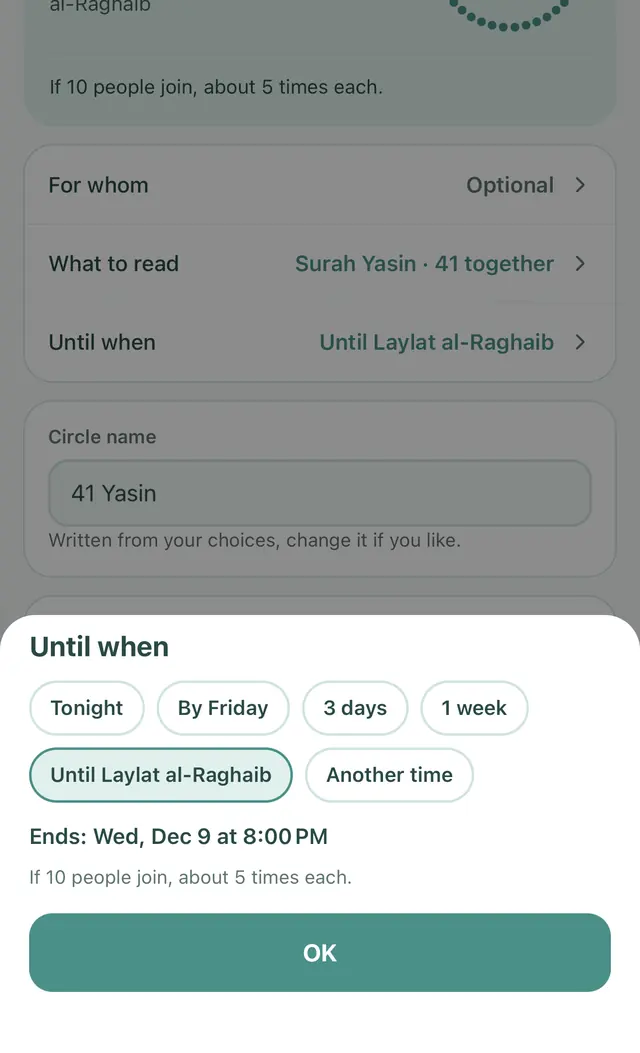 al-Raghaib
If 10 people join, about 5 times each.
For whom Optional
What to read Surah Yasin · 41 together
Until when Until Laylat al-Raghaib
Circle name
41 Yasin
Written from your choices, change it if you like.
Until when
Tonight By Friday 3 days 1 week
Until Laylat al-Raghaib Another time
Ends: Wed, Dec 9 at 8:00 PM
If 10 people join, about 5 times each.
OK